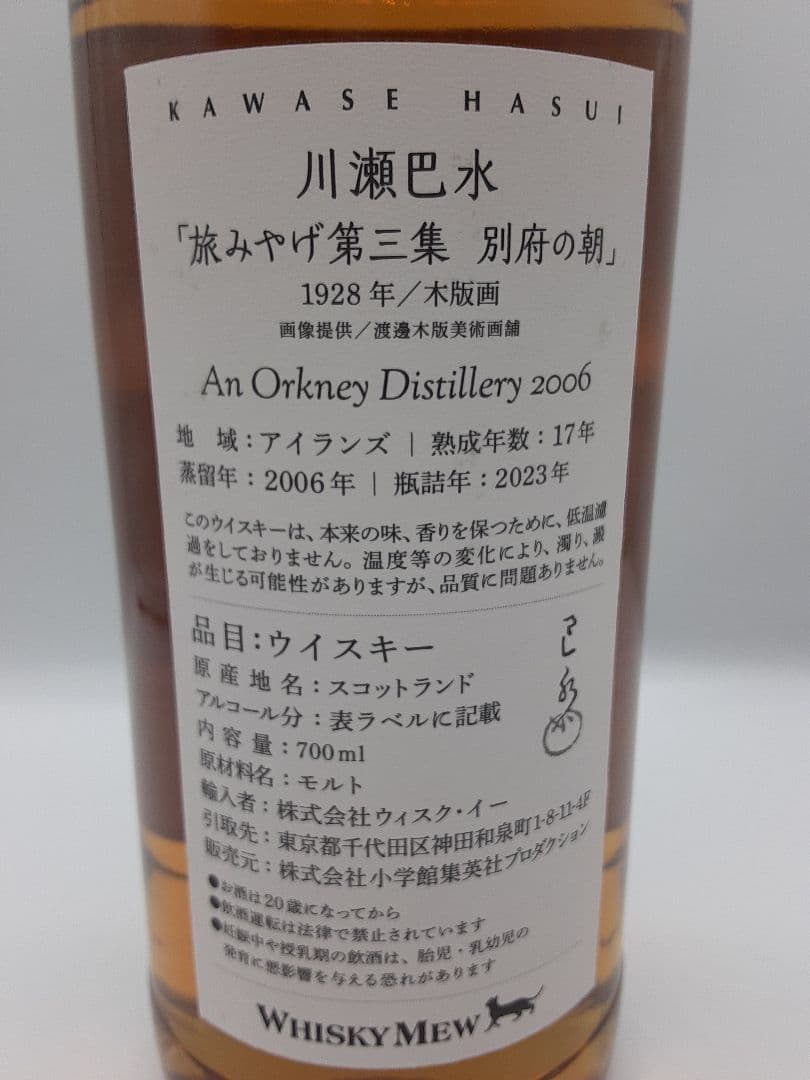 KAWASE HASUI
川瀬巴水
「旅みやげ第三集 別府の朝」
1928年／木版画
画像提供／渡邊木版美術画舗
An Orkney Distillery 2006
地 域：アイランズ | 熟成年数：17年
蒸留年：2006年 | 瓶詰年：2023年
このウイスキーは、本来の味、香りを保つために、低温濾
過をしておりません。温度等の変化により、濁り、澱
が生じる可能性がありますが、品質に問題ありません。
品目：ウイスキー
原産地名：スコットランド
アルコール分：表ラベルに記載
内容量：700ml
原材料名：モルト
輸入者：株式会社ウィスク・イー
引取先：東京都千代田区神田和泉町1-8-11-4F
販売元：株式会社小学館集英社プロダクション
●お酒は20歳になってから
●飲酒運転は法律で禁止されています
●妊娠中や授乳期の飲酒は、胎児・乳幼児の
発育に悪影響を与える恐れがあります
WHISKY MEW